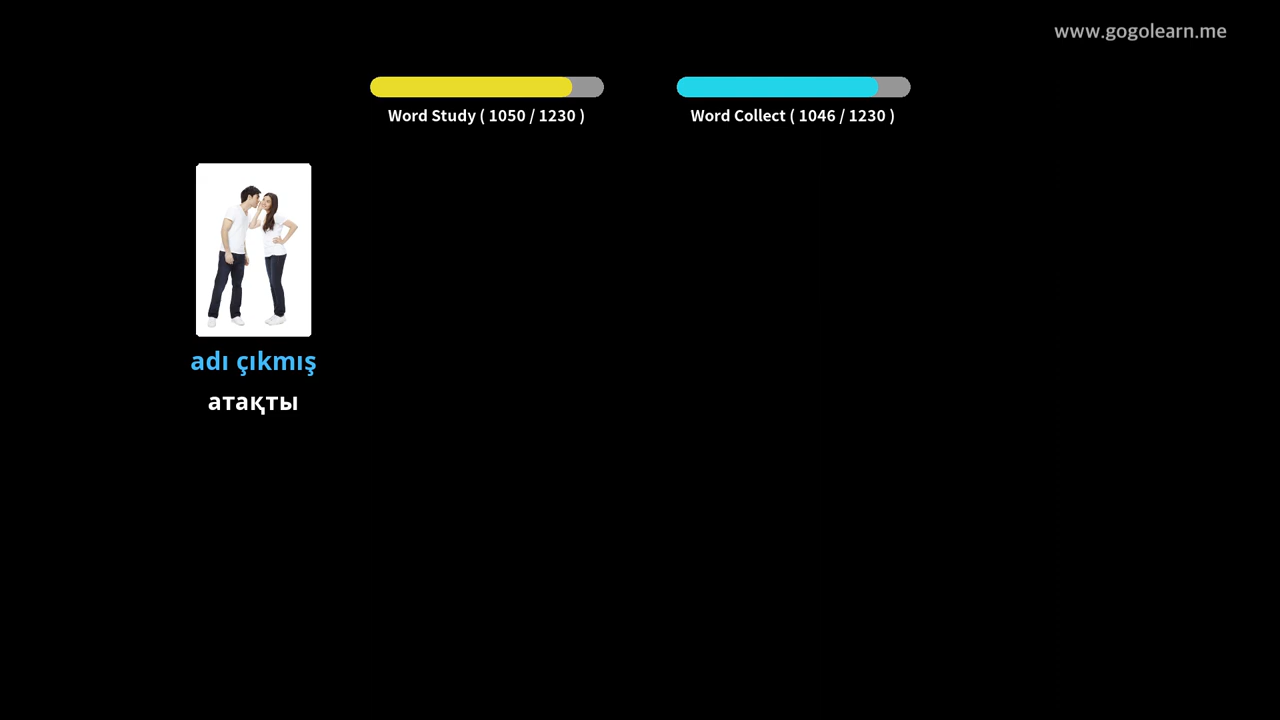 www.gogolearn.me
Word Study ( 1050 / 1230 )
Word Collect ( 1046 / 1230 )
adı çıkmış
атақты